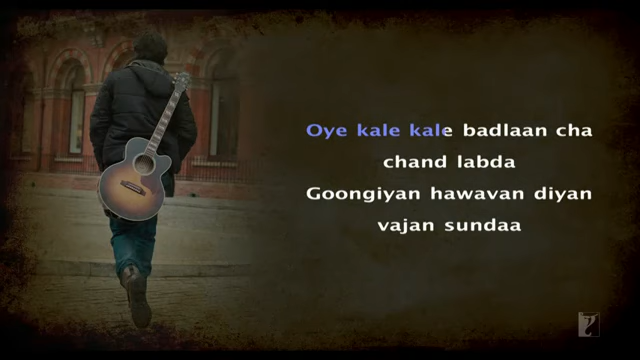 Oye kale kale badlaan cha
chand labda
Goongiyan hawavan diyan
vajan sundaa